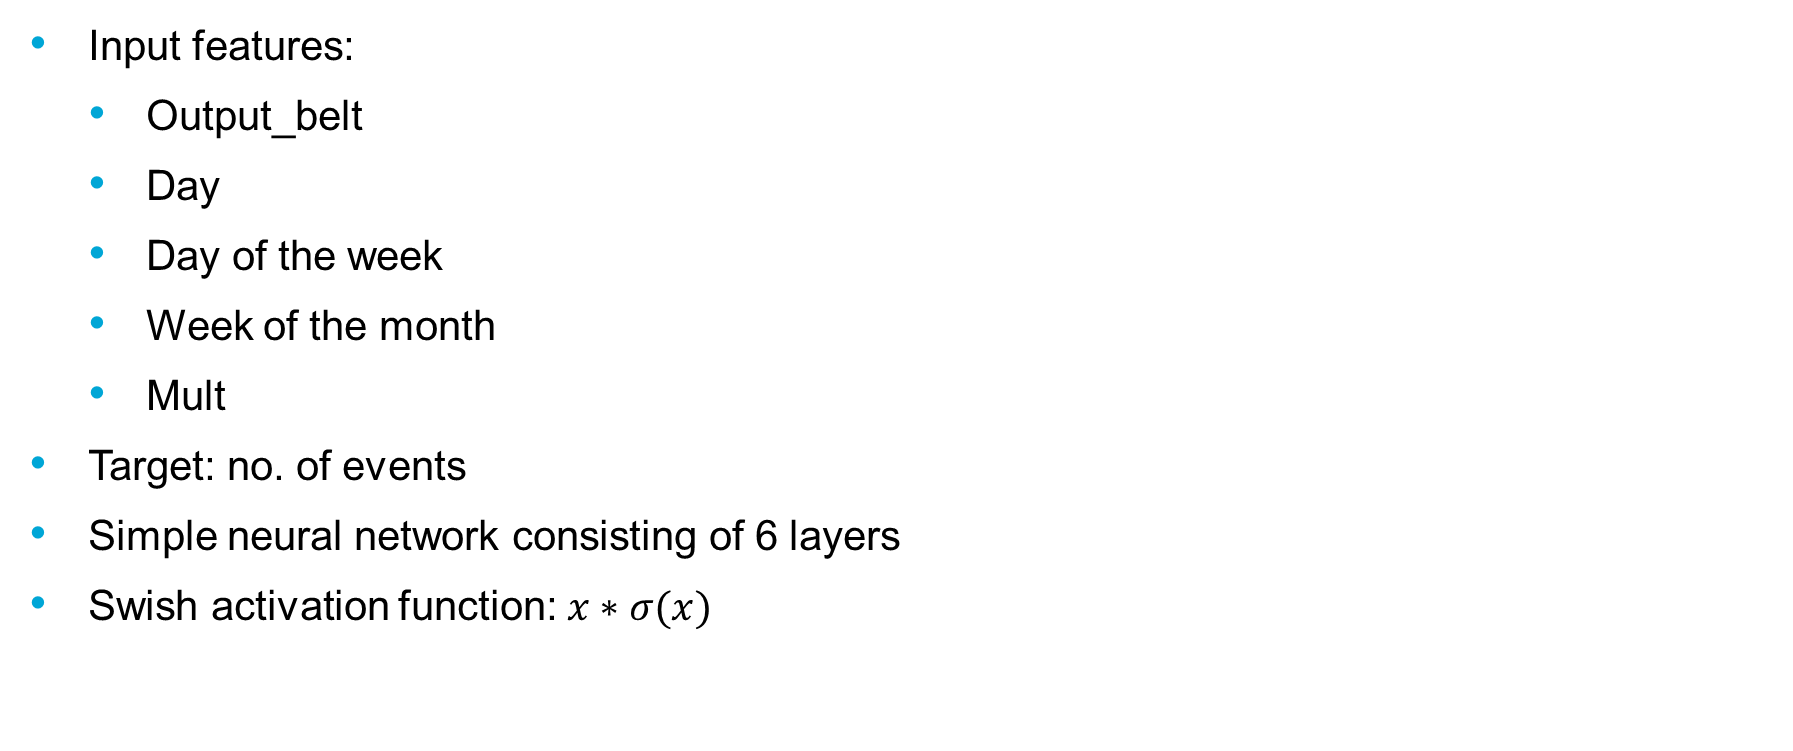 • Input features:
• Output_belt
• Day
• Day of the week
• Week of the month
• Mult
• Target: no. of events
• Simple neural network consisting of 6 layers
• Swish activation function: 𝑥 ∗ 𝜎(𝑥)